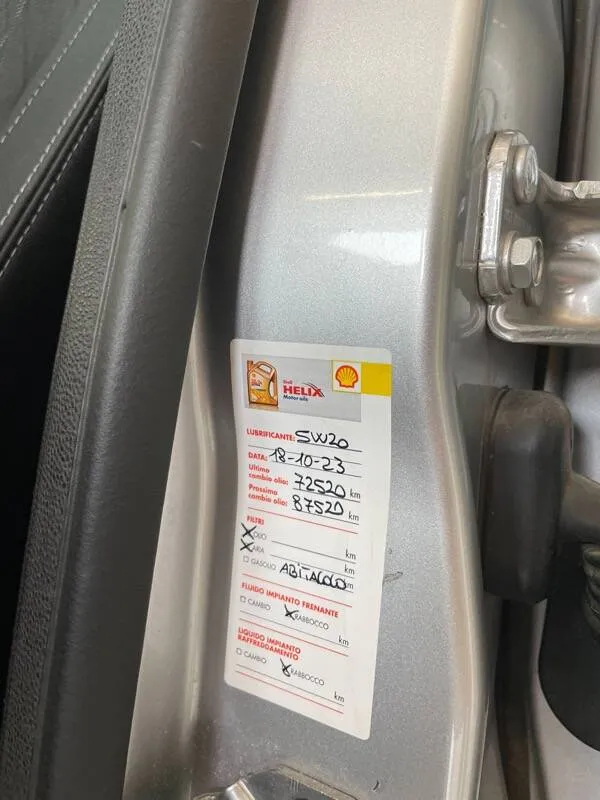 Shell
HELIX
Motor oils
LUBRIFICANTE: 5W20
DATA: 18-10-23
Ultimo
cambio olio: 72520 km
Prossimo
cambio olio: 87520 km
FILTRI
X OLIO km
X ARIA km
□ GASOLIO ABITACOLO km
FLUIDO IMPIANTO FRENANTE
□ CAMBIO X RABBOCCO
km
LIQUIDO IMPIANTO
RAFFREDDAMENTO
□ CAMBIO X RABBOCCO
km